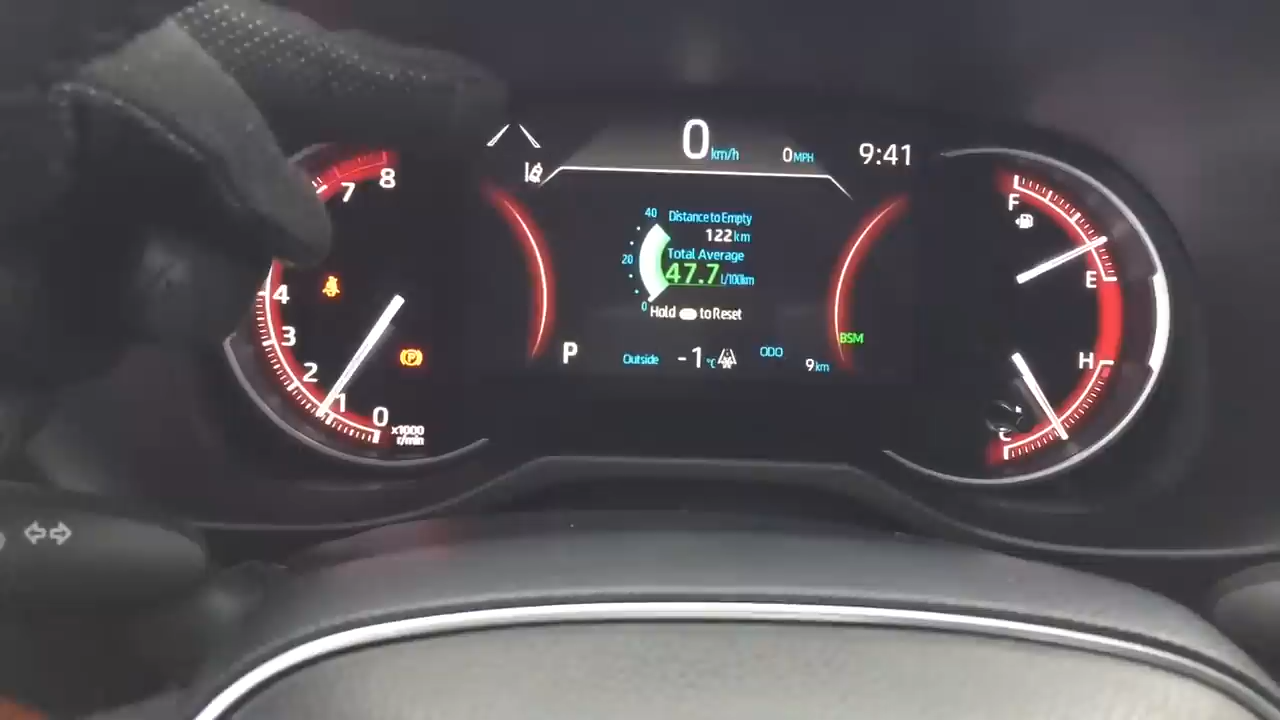 0 km/h 0 MPH 9:41
40 Distance to Empty
122 km
Total Average
20 47.7 L/100km
0 Hold to Reset
P Outside -1 °C ODO 9 km
BSM
8
7
4
3
2
1
0
x1000
r/min
(P)
F
E
H
C